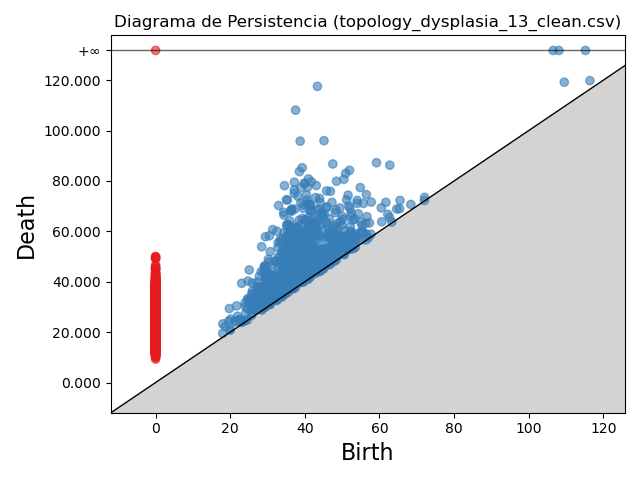 Diagrama de Persistencia (topology_dysplasia_13_clean.csv)
+∞
120.000
100.000
80.000
60.000
40.000
20.000
0.000
Death
0 20 40 60 80 100 120
Birth